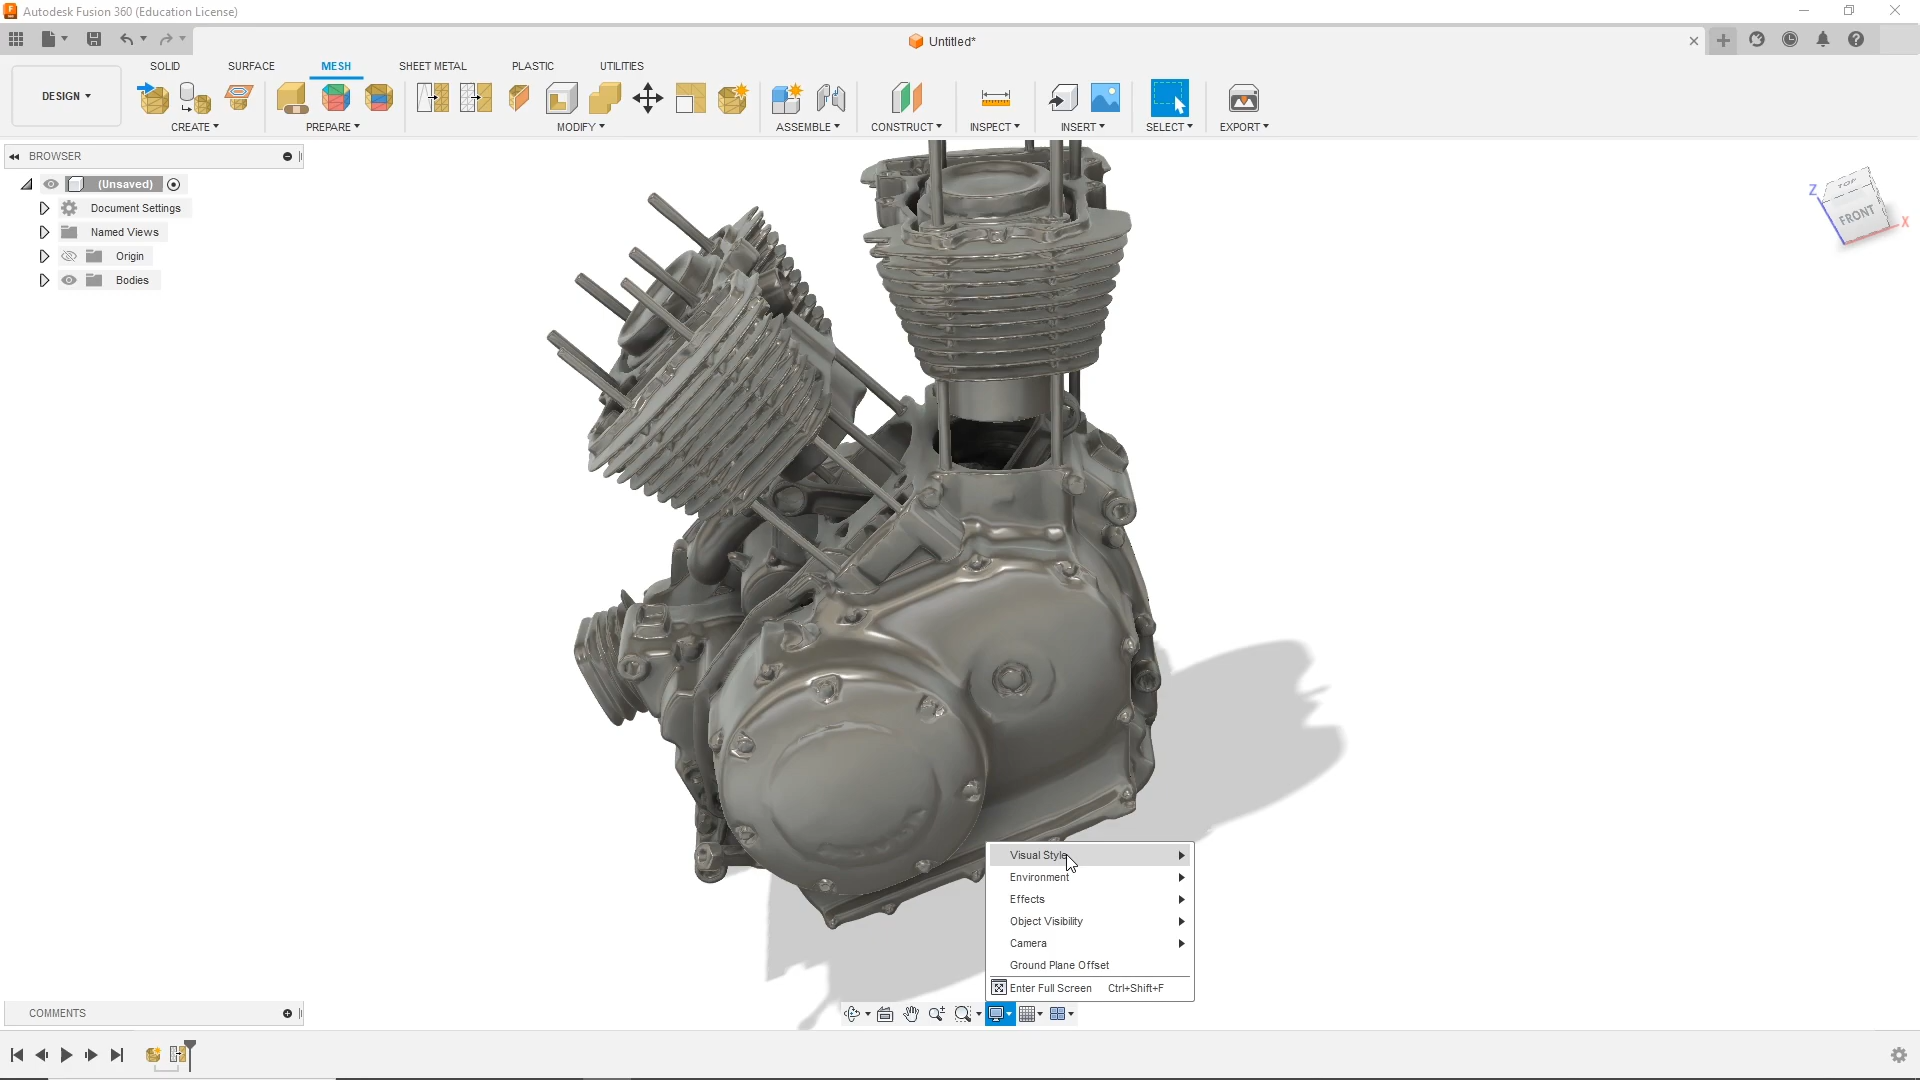 Autodesk Fusion 360 (Education License)
Untitled*
DESIGN
SOLID
SURFACE
MESH
SHEET METAL
PLASTIC
UTILITIES
CREATE
PREPARE
MODIFY
ASSEMBLE
CONSTRUCT
INSPECT
INSERT
SELECT
EXPORT
BROWSER
(Unsaved)
Document Settings
Named Views
Origin
Bodies
TOP
FRONT
Z
X
Visual Style
Environment
Effects
Object Visibility
Camera
Ground Plane Offset
Enter Full Screen Ctrl+Shift+F
COMMENTS